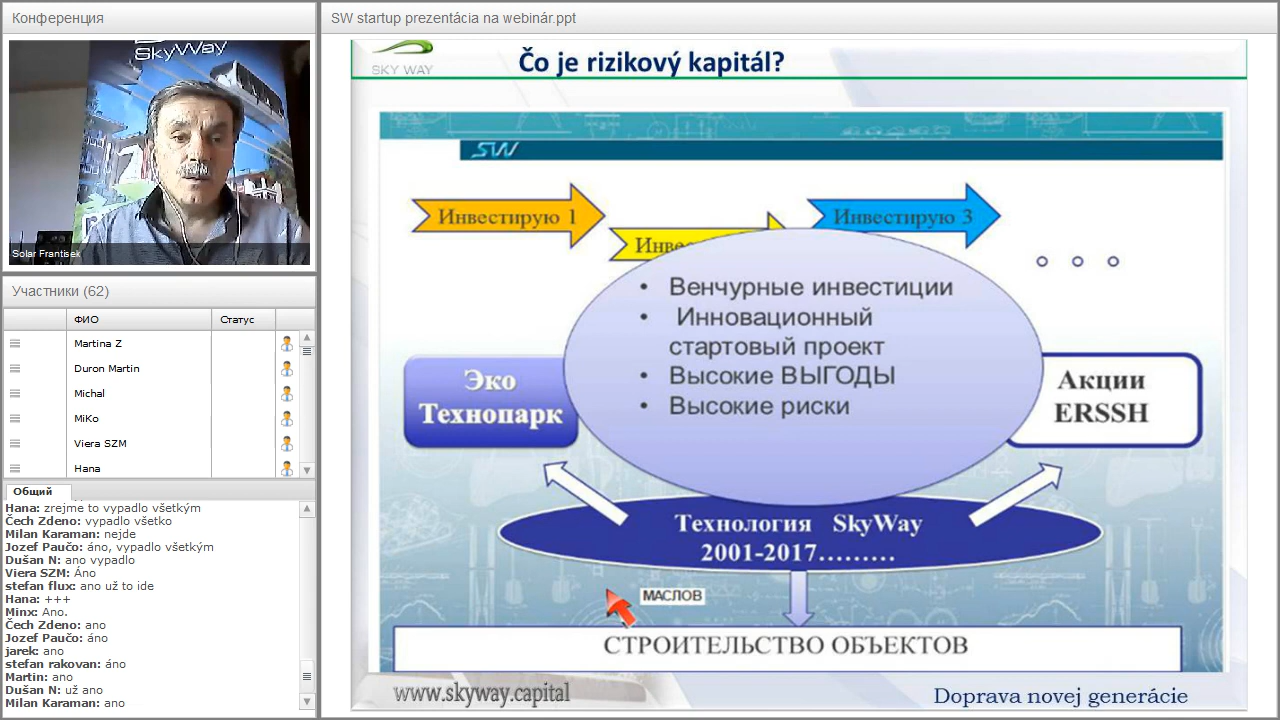 Конференция
SkyWay
Solar Frantisek
Участники (62)
ФИО
Статус
Martina Z
Duron Martin
Michal
MiKo
Viera SZM
Hana
Общий
Hana: zrejme to vypadlo všetkým
Čech Zdeno: vypadlo všetko
Milan Karaman: nejde
Jozef Paučo: áno, vypadlo všetkým
Dušan N: ano vypadlo
Viera SZM: Áno
stefan flux: ano už to ide
Hana: +++
Minx: Ano.
Čech Zdeno: ano
Jozef Paučo: áno
jarek: ano
stefan rakovan: áno
Martin: ano
Dušan N: už ano
Milan Karaman: ano
SW startup prezentácia na webinár.ppt
SKY WAY
Čo je rizikový kapitál?
SW
Инвестирую 1
Инве
Инвестирую 3
• Венчурные инвестиции
• Инновационный
стартовый проект
• Высокие ВЫГОДЫ
• Высокие риски
Эко
Технопарк
Акции
ERSSH
Технология SkyWay
2001-2017.........
МАСЛОВ
СТРОИТЕЛЬСТВО ОБЪЕКТОВ
www.skyway.capital
Doprava novej generácie